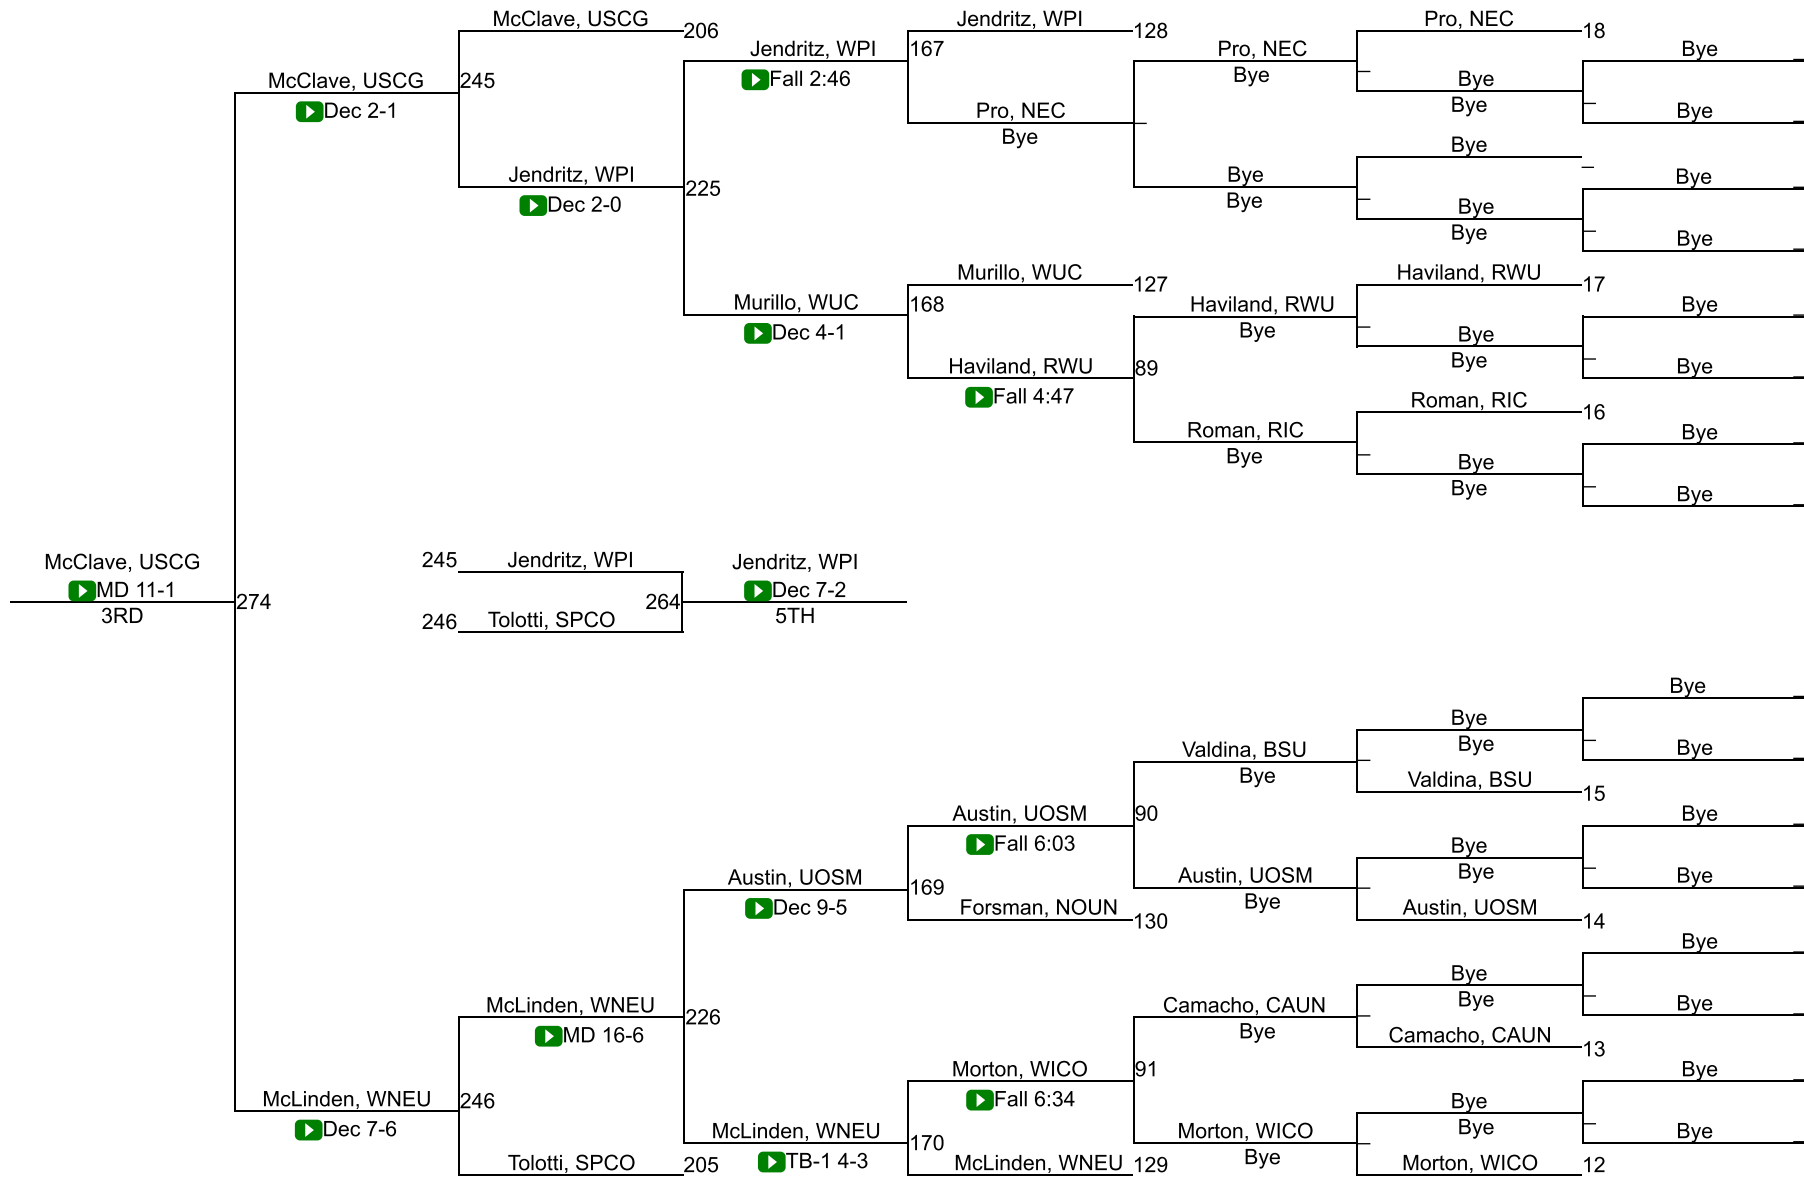 McClave, USCG
206
Jendritz, WPI
128
Pro, NEC
18
Jendritz, WPI
Fall 2:46
167
Pro, NEC
Bye
Bye
McClave, USCG
Dec 2-1
245
Bye
Bye
Pro, NEC
Bye
Bye
Bye
Jendritz, WPI
Dec 2-0
225
Bye
Bye
Bye
Bye
Bye
Bye
Murillo, WUC
127
Haviland, RWU
17
Murillo, WUC
Dec 4-1
168
Haviland, RWU
Bye
Bye
Bye
Bye
Haviland, RWU
Fall 4:47
89
Bye
Roman, RIC
16
Roman, RIC
Bye
Bye
Bye
Bye
Bye
McClave, USCG
MD 11-1
3RD
274
245
Jendritz, WPI
246
Tolotti, SPCO
264
Jendritz, WPI
Dec 7-2
5TH
Bye
Bye
Bye
Valdina, BSU
Bye
Bye
Valdina, BSU
15
Austin, UOSM
Fall 6:03
90
Bye
Bye
Bye
Austin, UOSM
Dec 9-5
169
Austin, UOSM
Bye
Bye
Forsman, NOUN
130
Austin, UOSM
14
Bye
Bye
Bye
McLinden, WNEU
MD 16-6
226
Camacho, CAUN
Bye
Bye
Camacho, CAUN
13
Morton, WICO
Fall 6:34
91
Bye
McLinden, WNEU
Dec 7-6
246
Bye
Bye
McLinden, WNEU
TB-1 4-3
170
Morton, WICO
Bye
Bye
Tolotti, SPCO
205
McLinden, WNEU
129
Morton, WICO
12